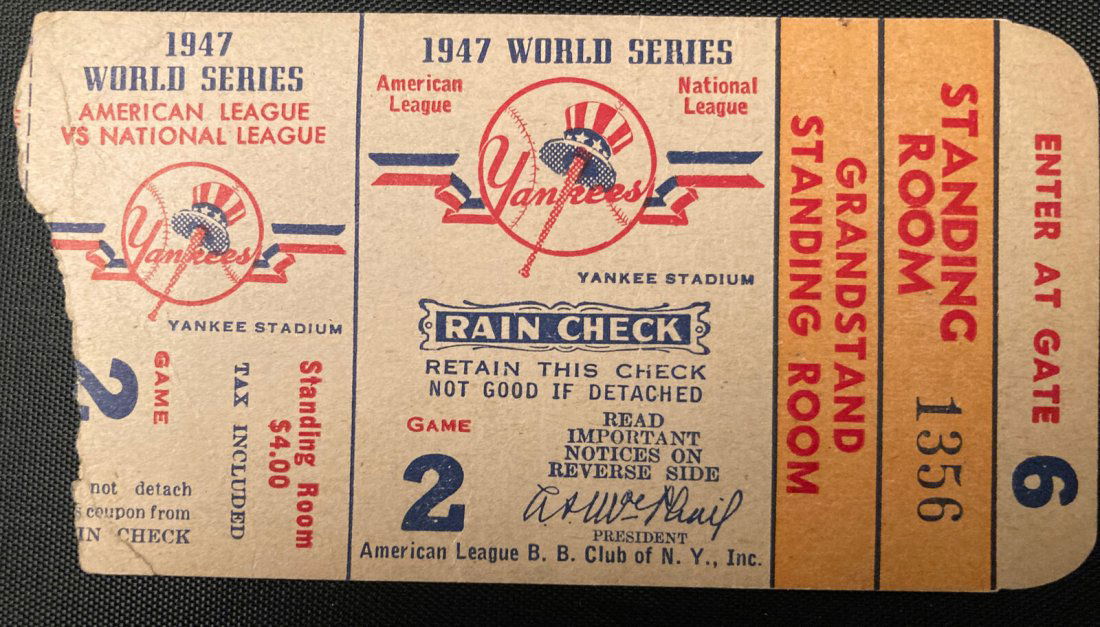 1947
WORLD SERIES
AMERICAN LEAGUE
VS NATIONAL LEAGUE
Yankees
YANKEE STADIUM
GAME
2
TAX INCLUDED
Standing Room
$4.00
not detach
coupon from
IN CHECK
1947 WORLD SERIES
American
League
National
League
Yankees
YANKEE STADIUM
RAIN CHECK
RETAIN THIS CHECK
NOT GOOD IF DETACHED
GAME
2
READ
IMPORTANT
NOTICES ON
REVERSE SIDE
PRESIDENT
American League B. B. Club of N. Y., Inc.
GRANDSTAND
STANDING ROOM
STANDING
ROOM
1356
ENTER AT GATE
6